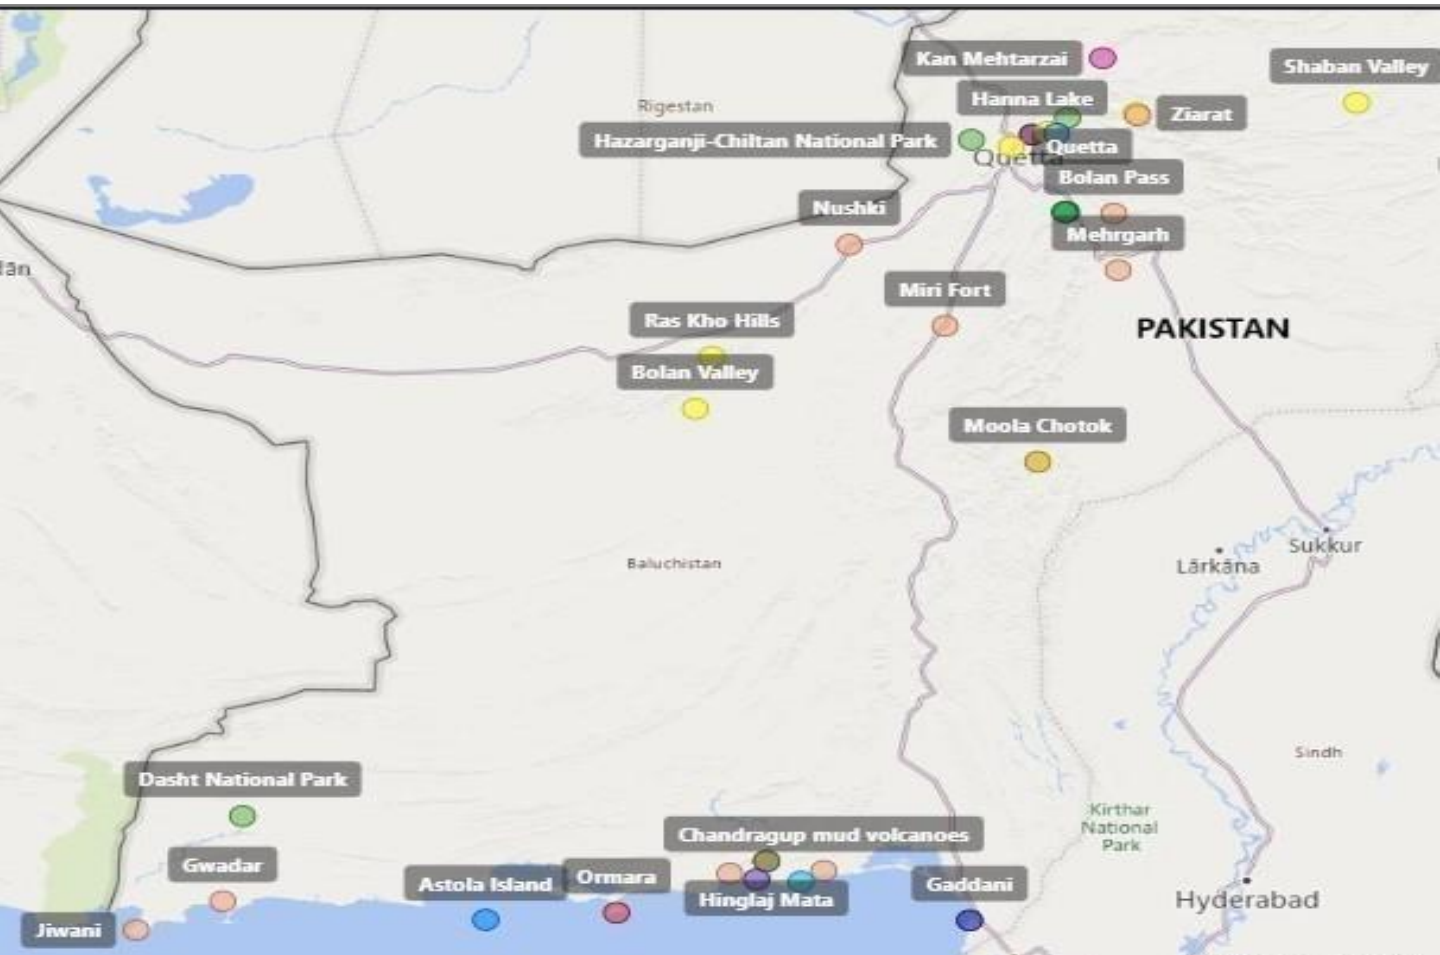 Kan Mehtarzai
Shaban Valley
Rigestan
Hanna Lake
Ziarat
Hazarganji-Chiltan National Park
Quetta
Quetta
Bolan Pass
Nushki
Mehrgarh
Miri Fort
Ras Kho Hills
PAKISTAN
Bolan Valley
Moola Chotok
Sukkur
Lārkāna
Baluchistan
Sindh
Dasht National Park
Kirthar
National
Park
Chandragup mud volcanoes
Gwadar
Astola Island
Ormara
Gaddani
Hinglaj Mata
Hyderabad
Jiwani